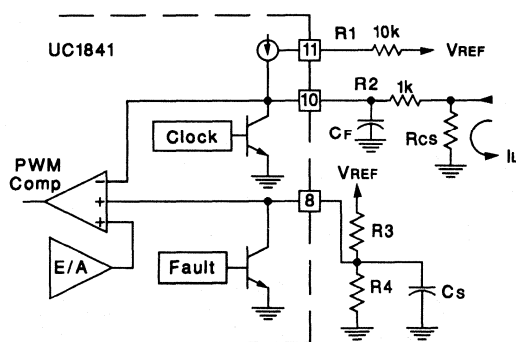 UC1841
11
R1
10k
VREF
10
R2
1k
Clock
CF
RCS
IL
PWM
Comp
−
+
+
8
VREF
R3
E/A
Fault
R4
CS